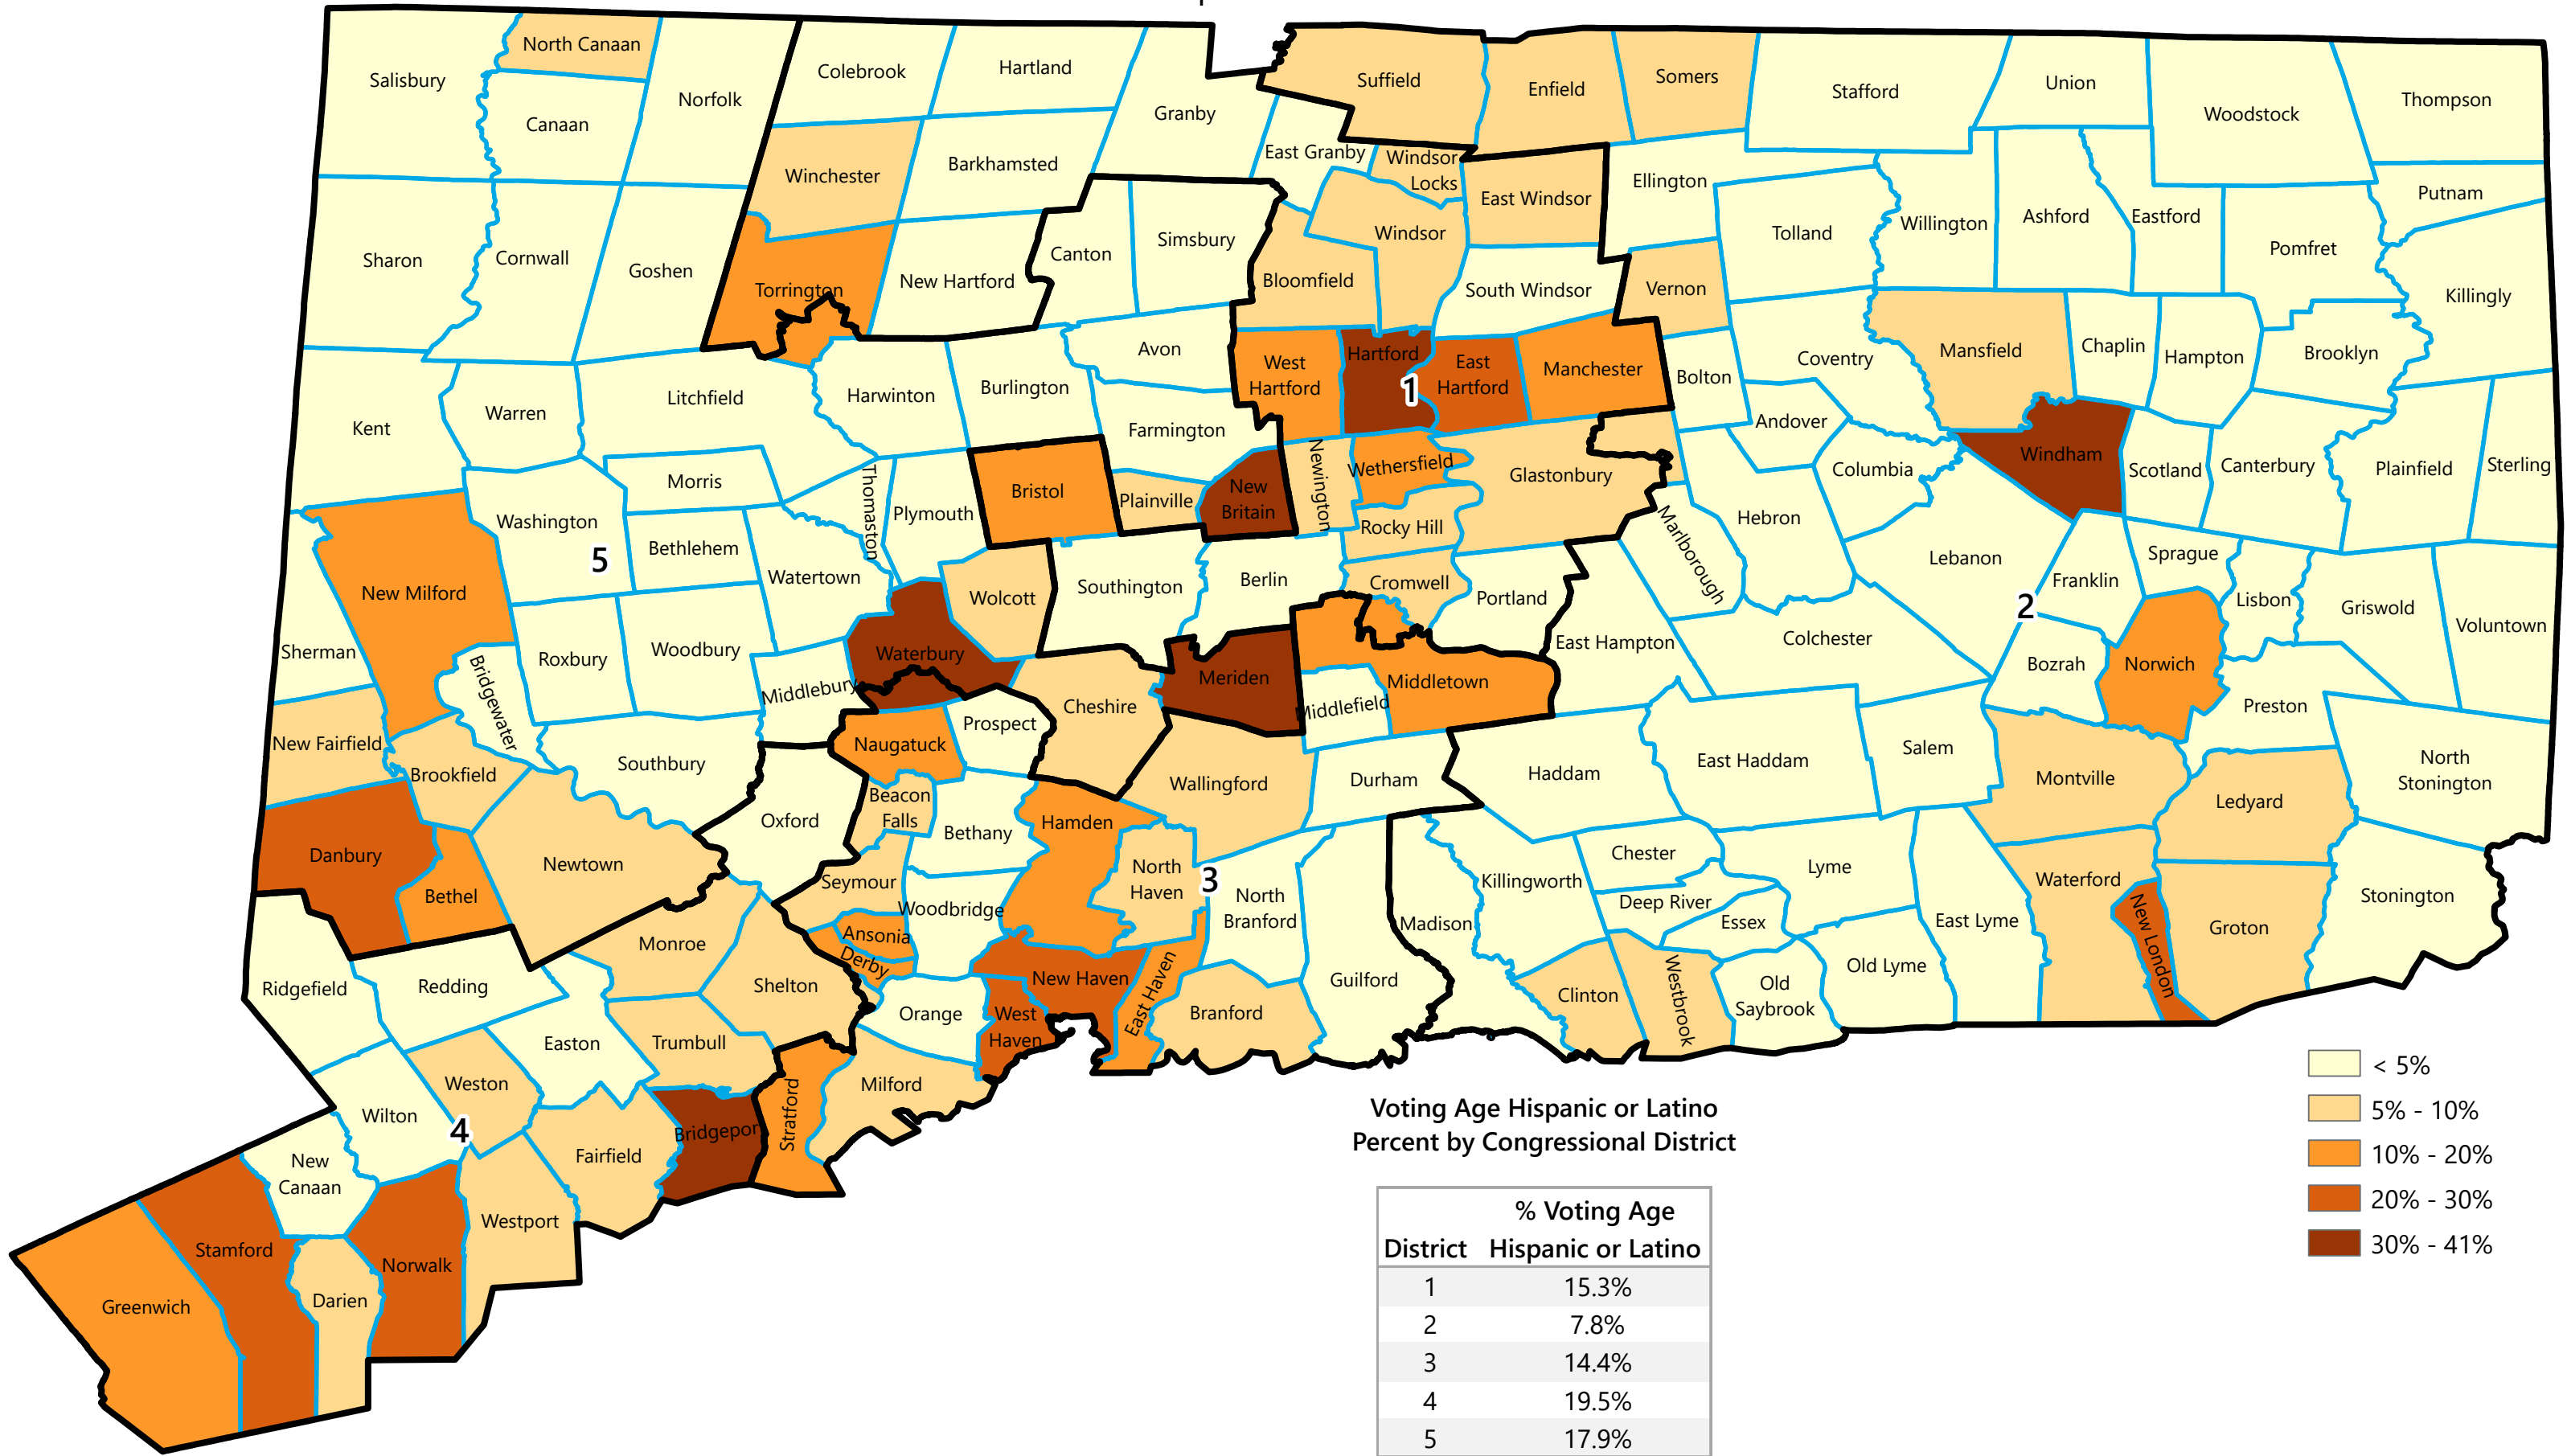 Salisbury
North Canaan
Canaan
Norfolk
Colebrook
Hartland
Granby
Suffield
Enfield
Somers
Stafford
Union
Woodstock
Thompson
Winchester
Barkhamsted
East Granby
Windsor
Locks
East Windsor
Ellington
Putnam
Sharon
Cornwall
Goshen
Torrington
New Hartford
Canton
Simsbury
Bloomfield
Windsor
South Windsor
Vernon
Tolland
Willington
Ashford
Eastford
Pomfret
Killingly
Kent
Warren
Litchfield
Harwinton
Burlington
Avon
Farmington
West
Hartford
Hartford
1
East
Hartford
Manchester
Bolton
Coventry
Mansfield
Chaplin
Hampton
Brooklyn
Andover
Columbia
Windham
Scotland
Canterbury
Plainfield
Sterling
Morris
Thomaston
Plymouth
Bristol
Plainville
New
Britain
Newington
Wethersfield
Glastonbury
Rocky Hill
Marlborough
Hebron
Lebanon
Washington
5
Bethlehem
Watertown
Wolcott
Southington
Berlin
Cromwell
Portland
New Milford
Sherman
Bridgewater
Roxbury
Woodbury
Middlebury
Waterbury
Cheshire
Meriden
Middlefield
Middletown
East Hampton
Colchester
2
Franklin
Sprague
Lisbon
Griswold
Voluntown
Bozrah
Norwich
Preston
North
Stonington
New Fairfield
Brookfield
Southbury
Naugatuck
Prospect
Wallingford
Durham
Haddam
East Haddam
Salem
Montville
Ledyard
Danbury
Bethel
Newtown
Oxford
Beacon
Falls
Bethany
Hamden
North
Haven
3
North
Branford
Seymour
Woodbridge
Ansonia
Derby
Madison
Killingworth
Chester
Deep River
Essex
Lyme
East Lyme
Waterford
New London
Groton
Stonington
Ridgefield
Redding
Monroe
Shelton
Orange
New Haven
West
Haven
East Haven
Branford
Guilford
Clinton
Westbrook
Old
Saybrook
Old Lyme
Easton
Trumbull
Weston
Wilton
4
Fairfield
Bridgepor
Stratford
Milford
New
Canaan
Westport
Norwalk
Stamford
Darien
Greenwich
< 5%
5% - 10%
10% - 20%
20% - 30%
30% - 41%
Voting Age Hispanic or Latino
Percent by Congressional District
% Voting Age
District Hispanic or Latino
1 15.3%
2 7.8%
3 14.4%
4 19.5%
5 17.9%